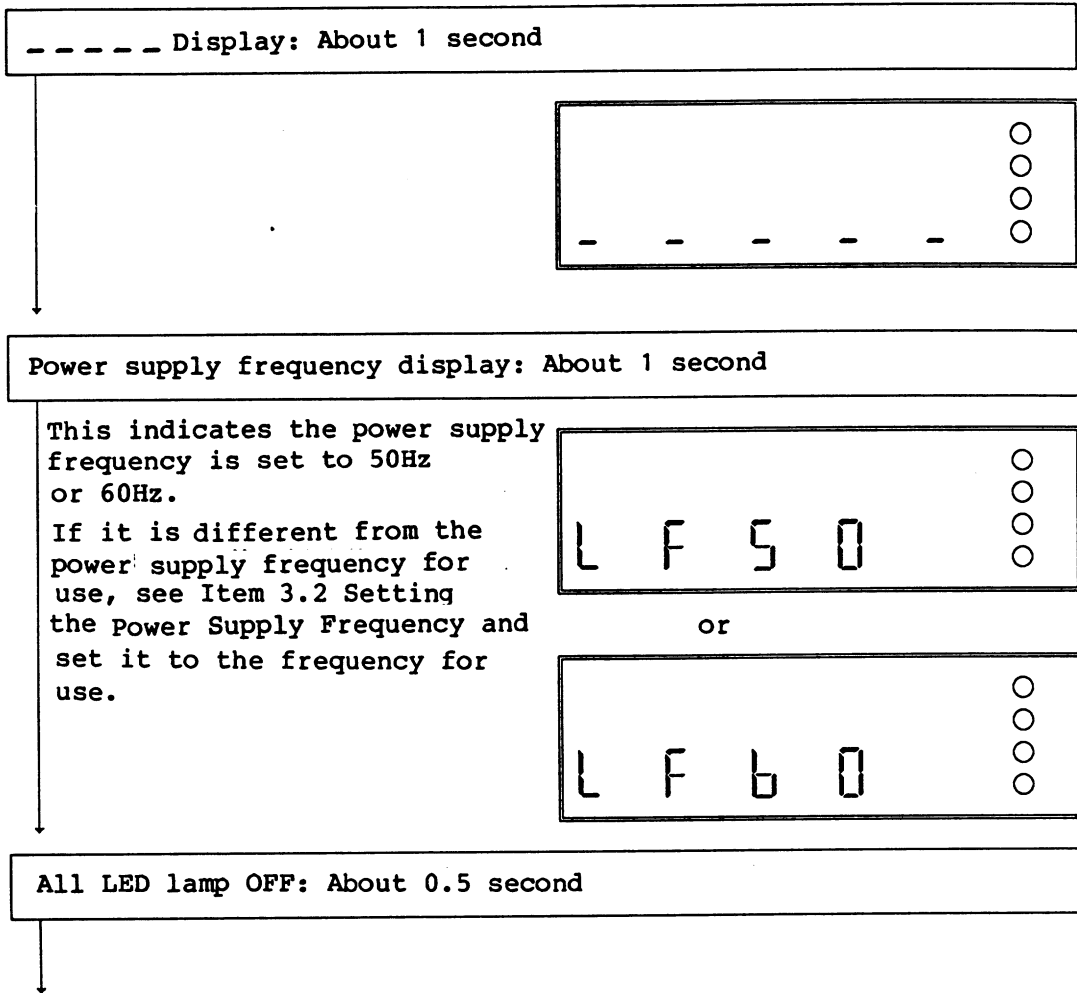 _ _ _ _ _ Display: About 1 second
_ _ _ _ _
Power supply frequency display: About 1 second
This indicates the power supply
frequency is set to 50Hz
or 60Hz.
If it is different from the
power supply frequency for
use, see Item 3.2 Setting
the Power Supply Frequency and
set it to the frequency for
use.
L F 5 0
or
L F b 0
All LED lamp OFF: About 0.5 second